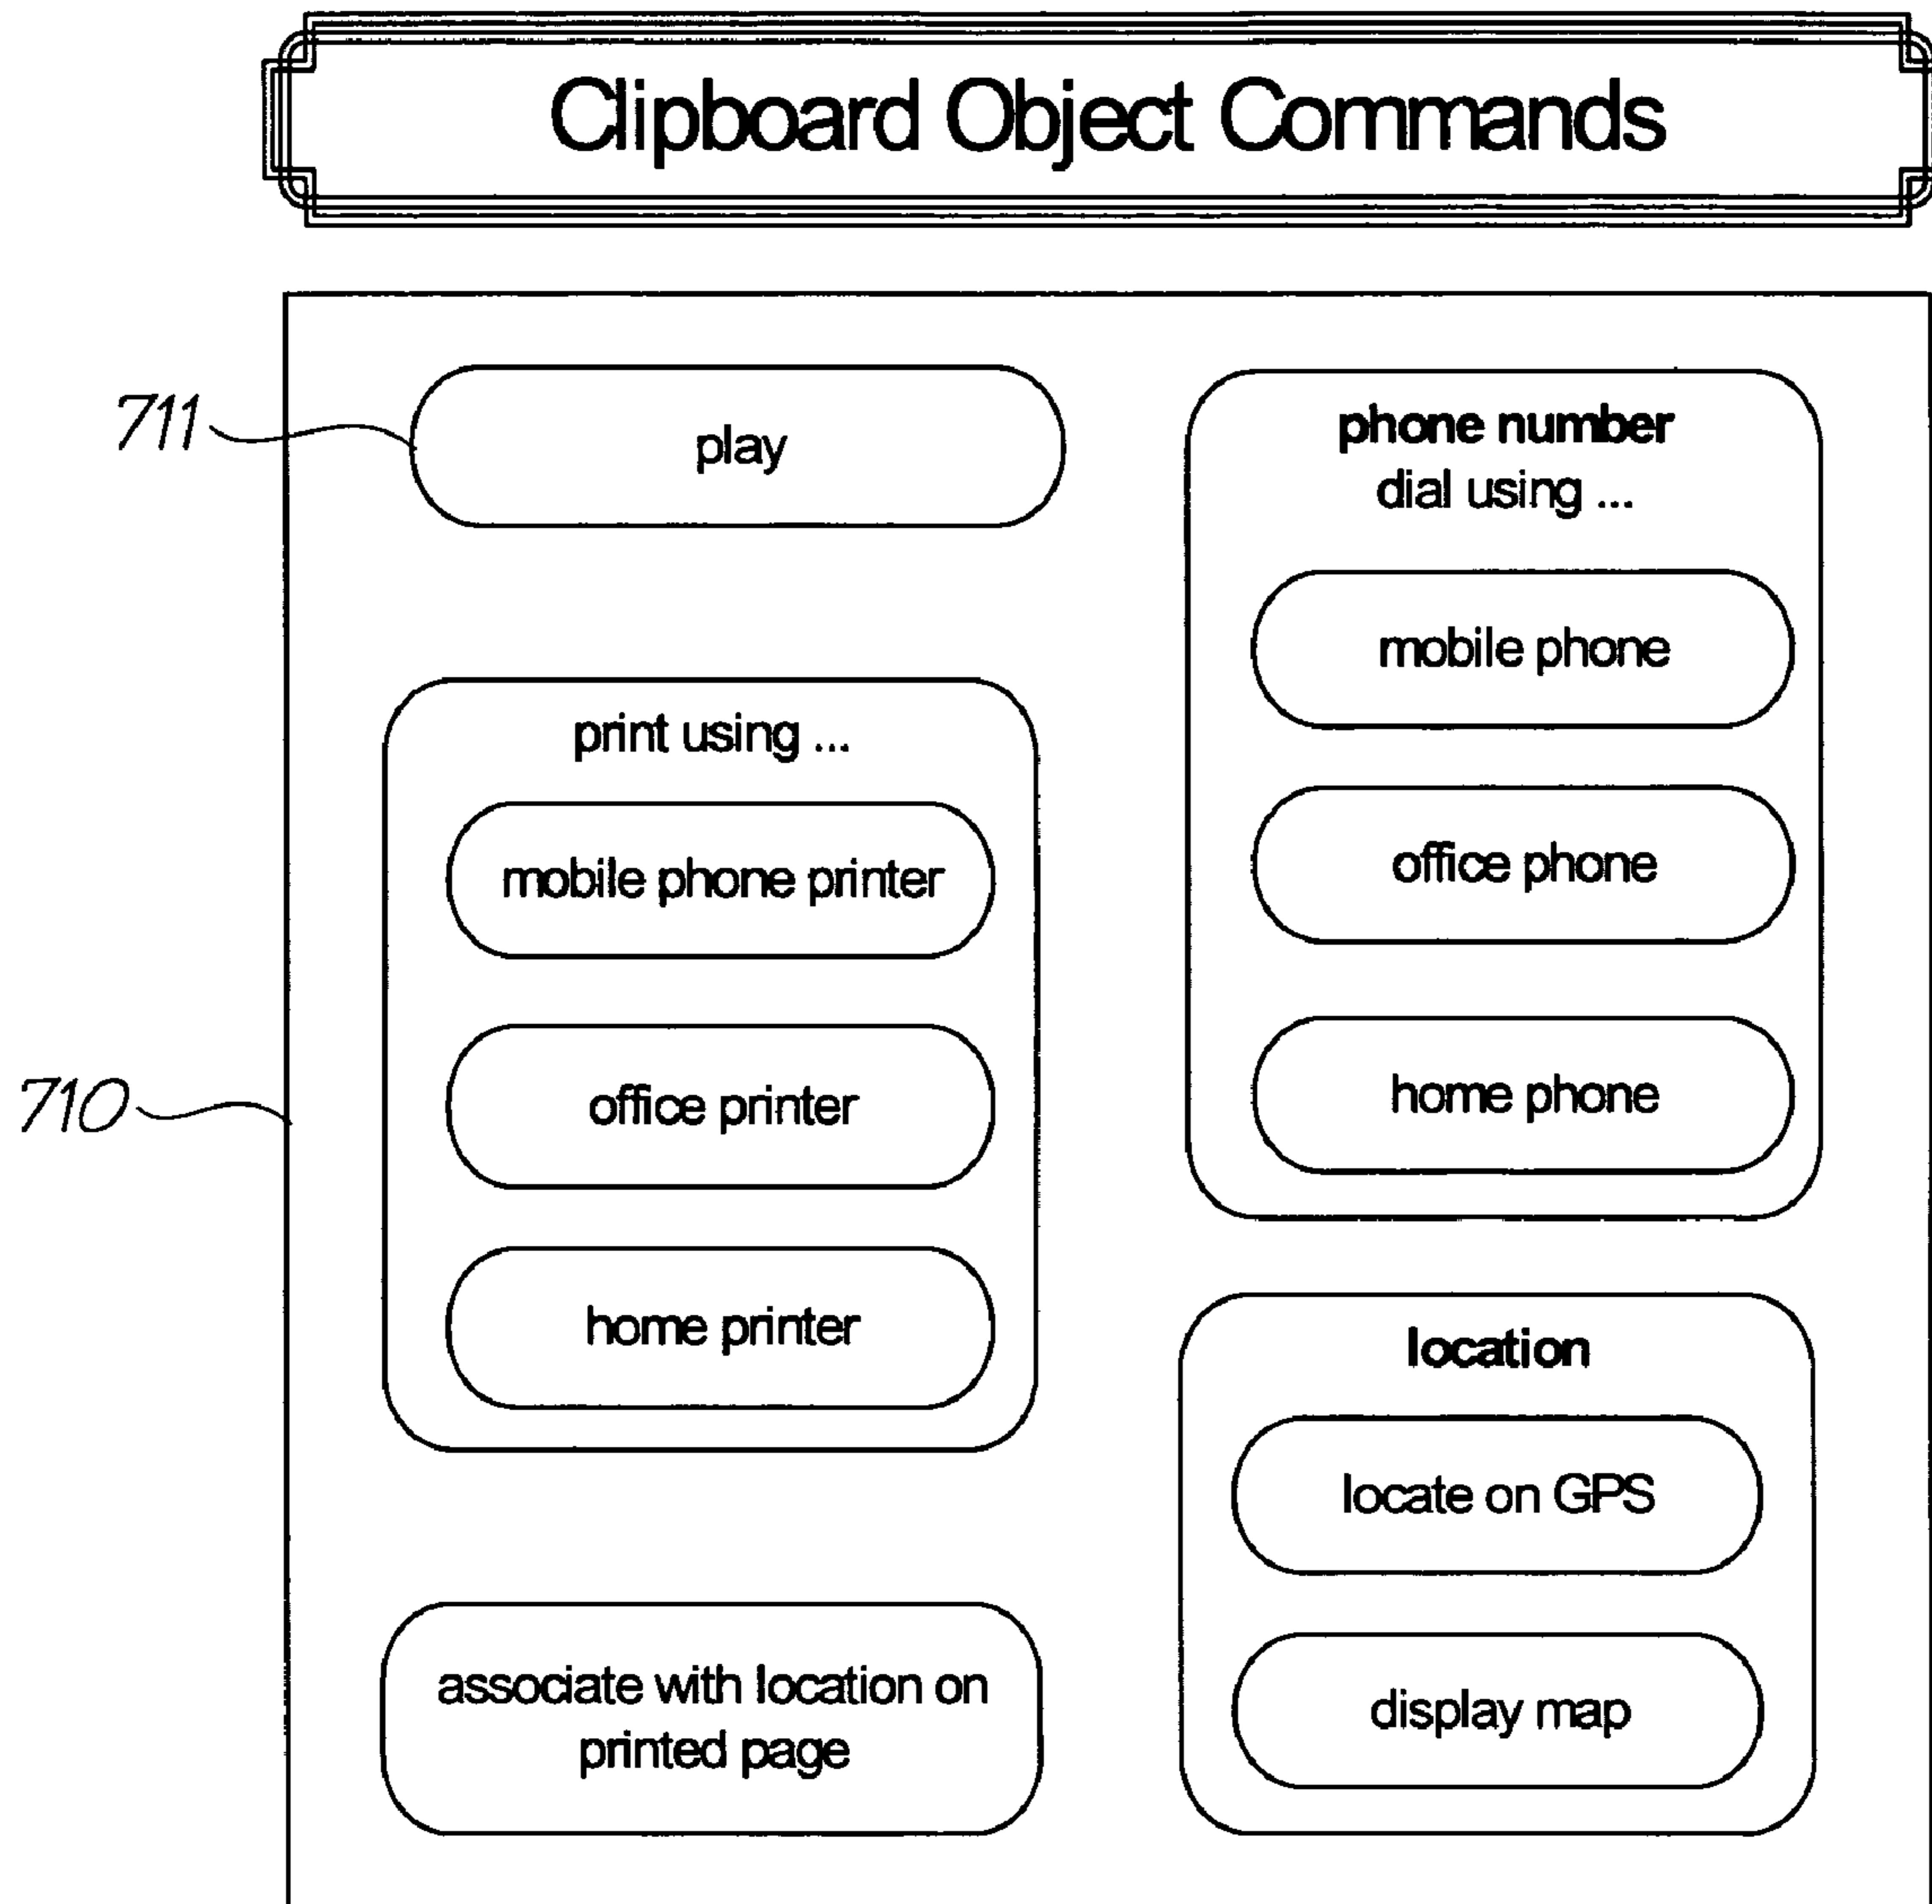 Clipboard Object Commands
711
play
print using ...
mobile phone printer
office printer
home printer
710
associate with location on
printed page
phone number
dial using ...
mobile phone
office phone
home phone
location
locate on GPS
display map